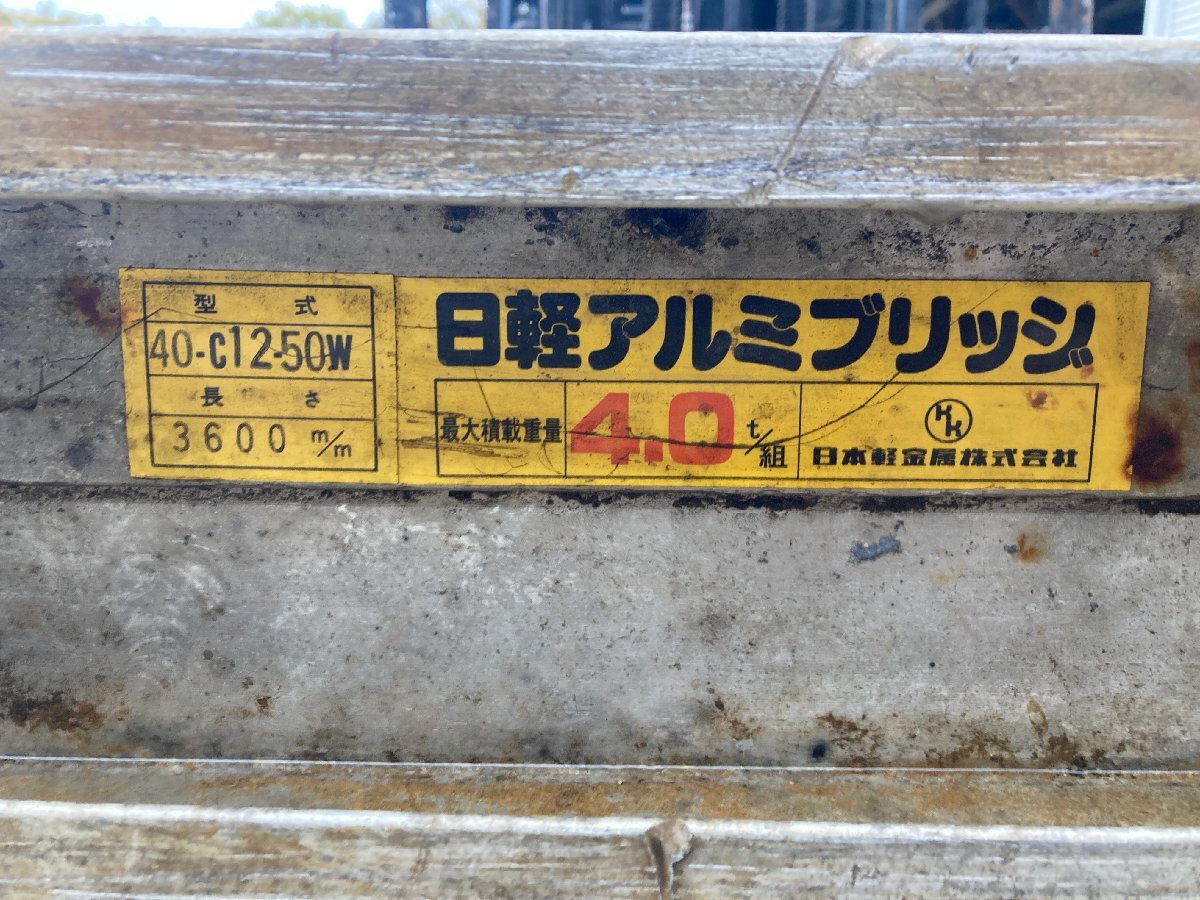 型式
40-C12-50W
長さ
3600 m/m
日軽アルミブリッジ
最大積載重量
4.0 t/組
日本軽金属株式会社